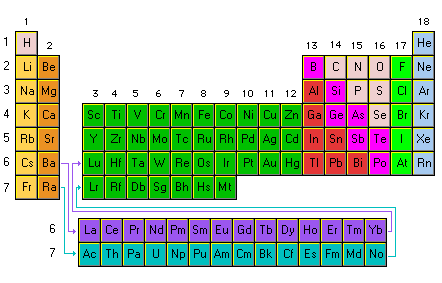 1 18
1 H 2 13 14 15 16 17 He
2 Li Be B C N O F Ne
3 Na Mg 3 4 5 6 7 8 9 10 11 12 Al Si P S Cl Ar
4 K Ca Sc Ti V Cr Mn Fe Co Ni Cu Zn Ga Ge As Se Br Kr
5 Rb Sr Y Zr Nb Mo Tc Ru Rh Pd Ag Cd In Sn Sb Te I Xe
6 Cs Ba Lu Hf Ta W Re Os Ir Pt Au Hg Tl Pb Bi Po At Rn
7 Fr Ra Lr Rf Db Sg Bh Hs Mt
6 La Ce Pr Nd Pm Sm Eu Gd Tb Dy Ho Er Tm Yb
7 Ac Th Pa U Np Pu Am Cm Bk Cf Es Fm Md No